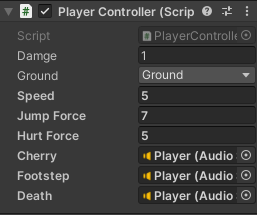 Player Controller (Scrip
Script PlayerControlle
Damge 1
Ground Ground
Speed 5
Jump Force 7
Hurt Force 5
Cherry Player (Audio
Footstep Player (Audio
Death Player (Audio